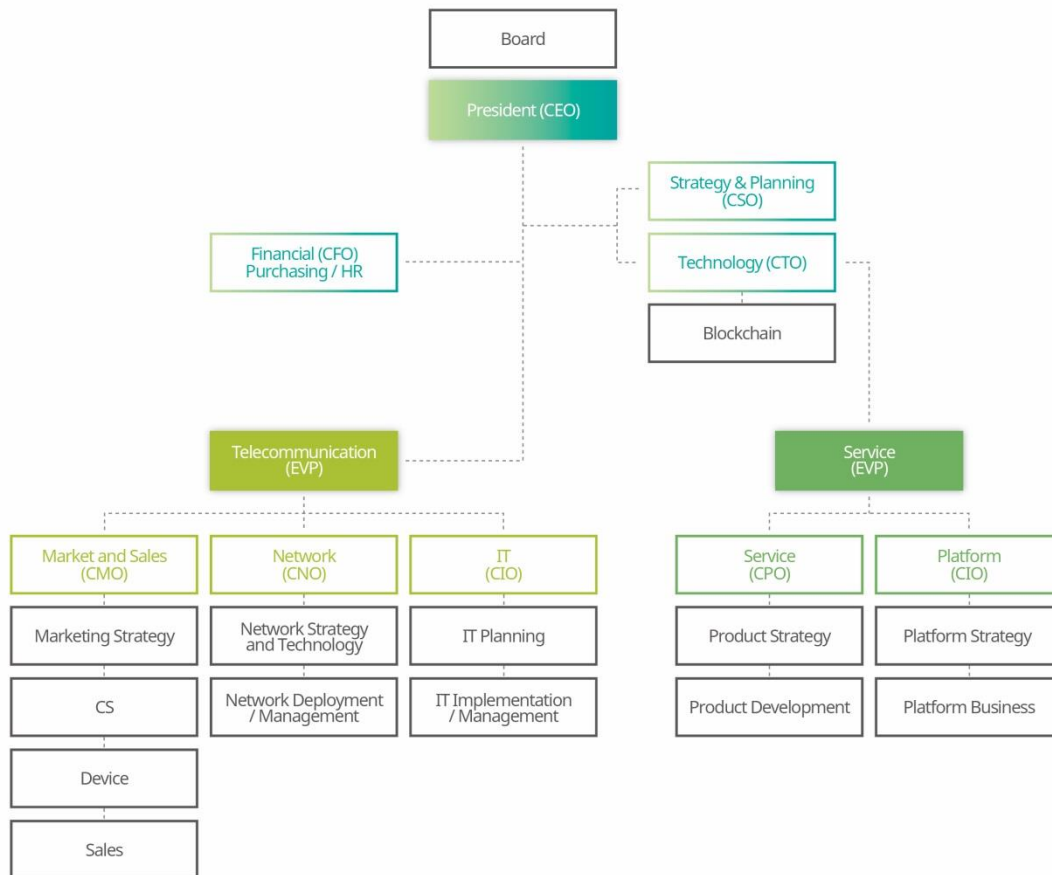 Board
President (CEO)
Strategy & Planning
(CSO)
Financial (CFO)
Purchasing / HR
Technology (CTO)
Blockchain
Telecommunication
(EVP)
Service
(EVP)
Market and Sales
(CMO)
Network
(CNO)
IT
(CIO)
Service
(CPO)
Platform
(CIO)
Marketing Strategy
Network Strategy
and Technology
IT Planning
Product Strategy
Platform Strategy
CS
Network Deployment
/ Management
IT Implementation
/ Management
Product Development
Platform Business
Device
Sales